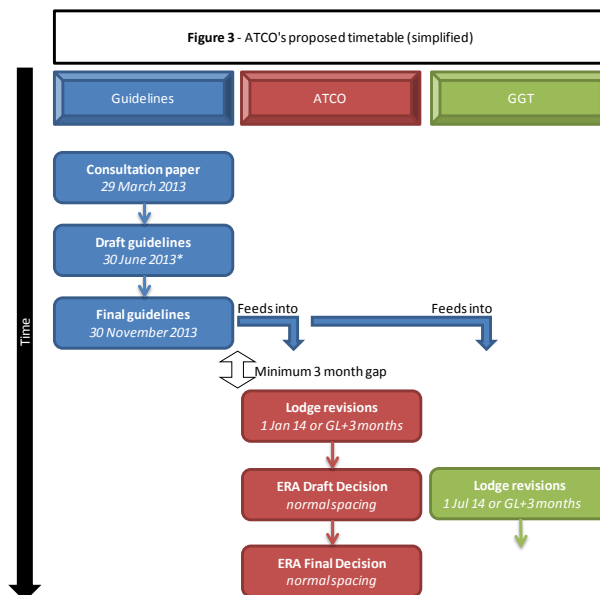 Figure 3 - ATCO's proposed timetable (simplified)
Guidelines
ATCO
GGT
Consultation paper
29 March 2013
Draft guidelines
30 June 2013*
Final guidelines
30 November 2013
Feeds into
Feeds into
Time
Minimum 3 month gap
Lodge revisions
1 Jan 14 or GL+3 months
ERA Draft Decision
normal spacing
Lodge revisions
1 Jul 14 or GL+3 months
ERA Final Decision
normal spacing